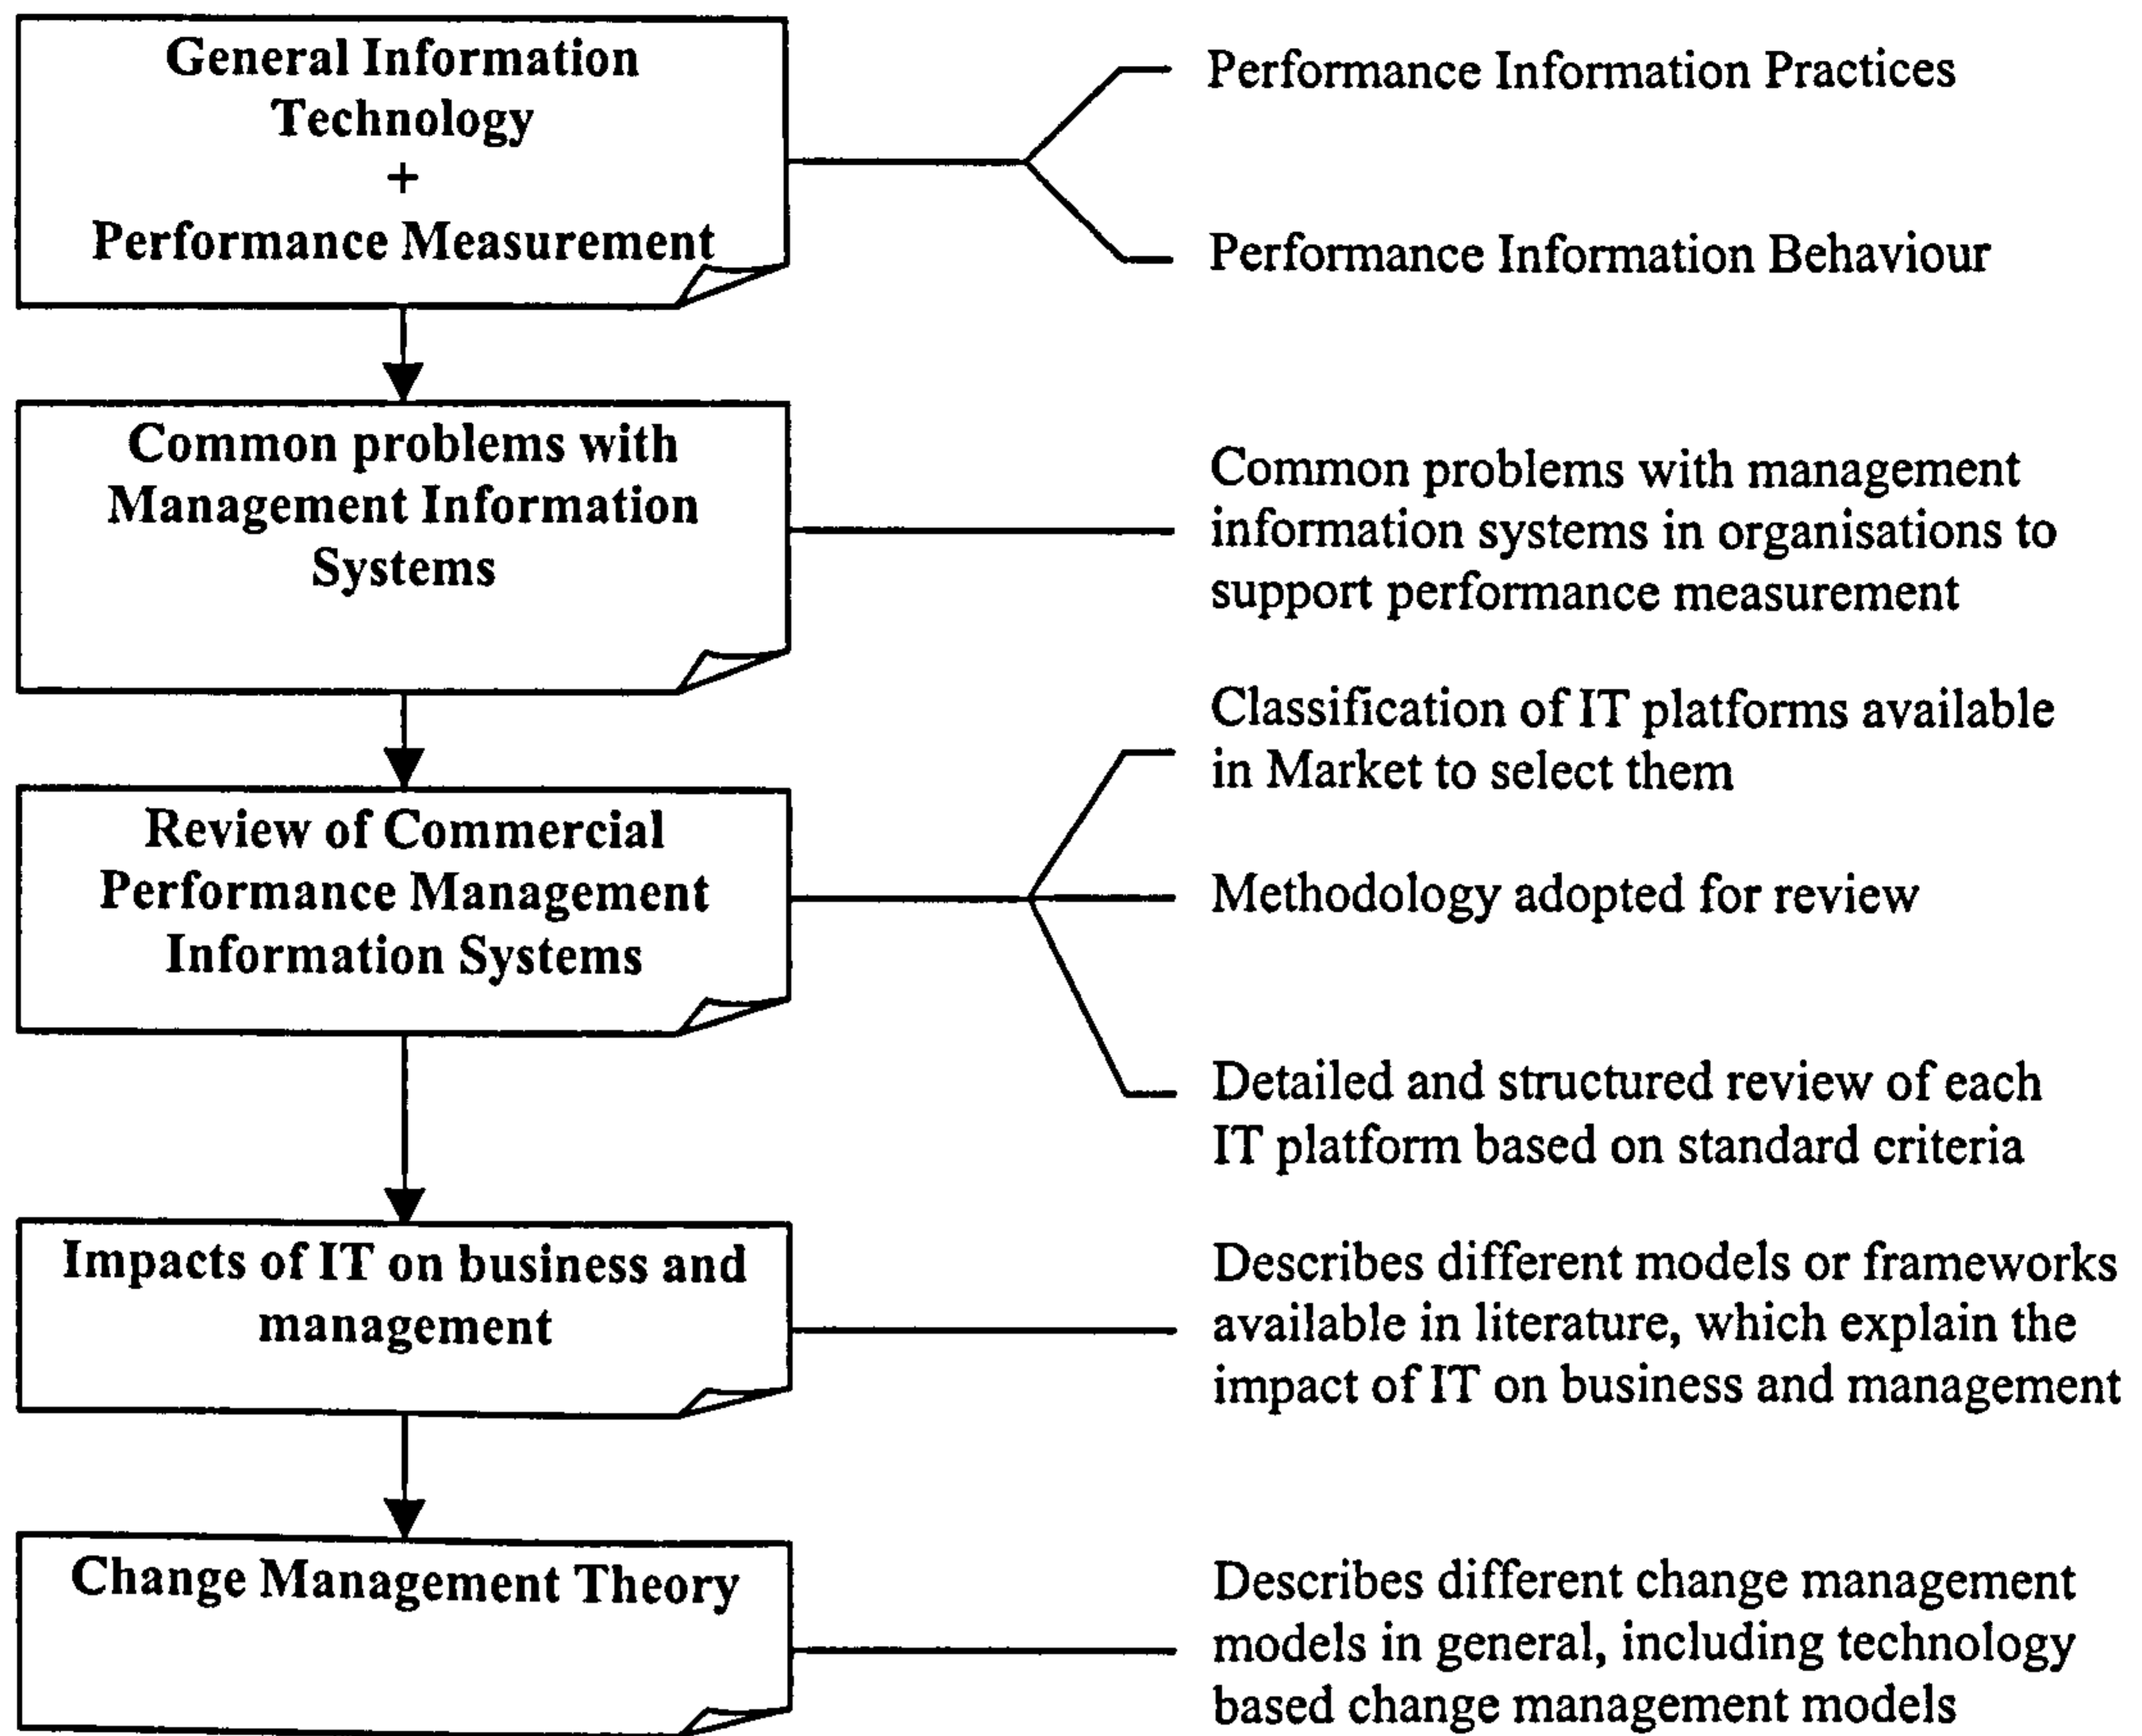 General Information
Technology
+
Performance Measurement
Performance Information Practices
Performance Information Behaviour
Common problems with
Management Information
Systems
Common problems with management
information systems in organisations to
support performance measurement
Review of Commercial
Performance Management
Information Systems
Classification of IT platforms available
in Market to select them
Methodology adopted for review
Detailed and structured review of each
IT platform based on standard criteria
Impacts of IT on business and
management
Describes different models or frameworks
available in literature, which explain the
impact of IT on business and management
Change Management Theory
Describes different change management
models in general, including technology
based change management models